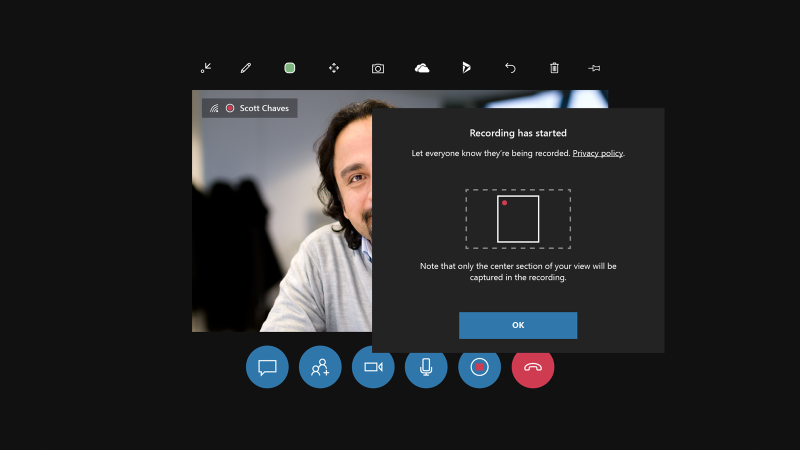 Scott Chaves
Recording has started
Let everyone know they're being recorded. Privacy policy.
Note that only the center section of your view will be
captured in the recording.
OK